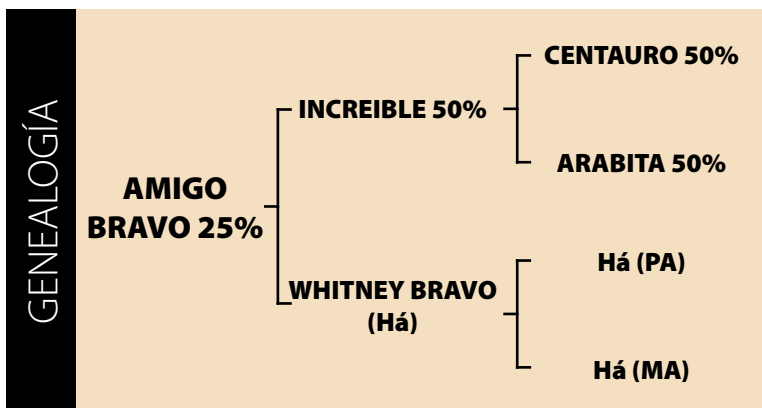 GENEALOGÍA
AMIGO
BRAVO 25%
INCREIBLE 50%
WHITNEY BRAVO
(Há)
CENTAURO 50%
ARABITA 50%
Há (PA)
Há (MA)